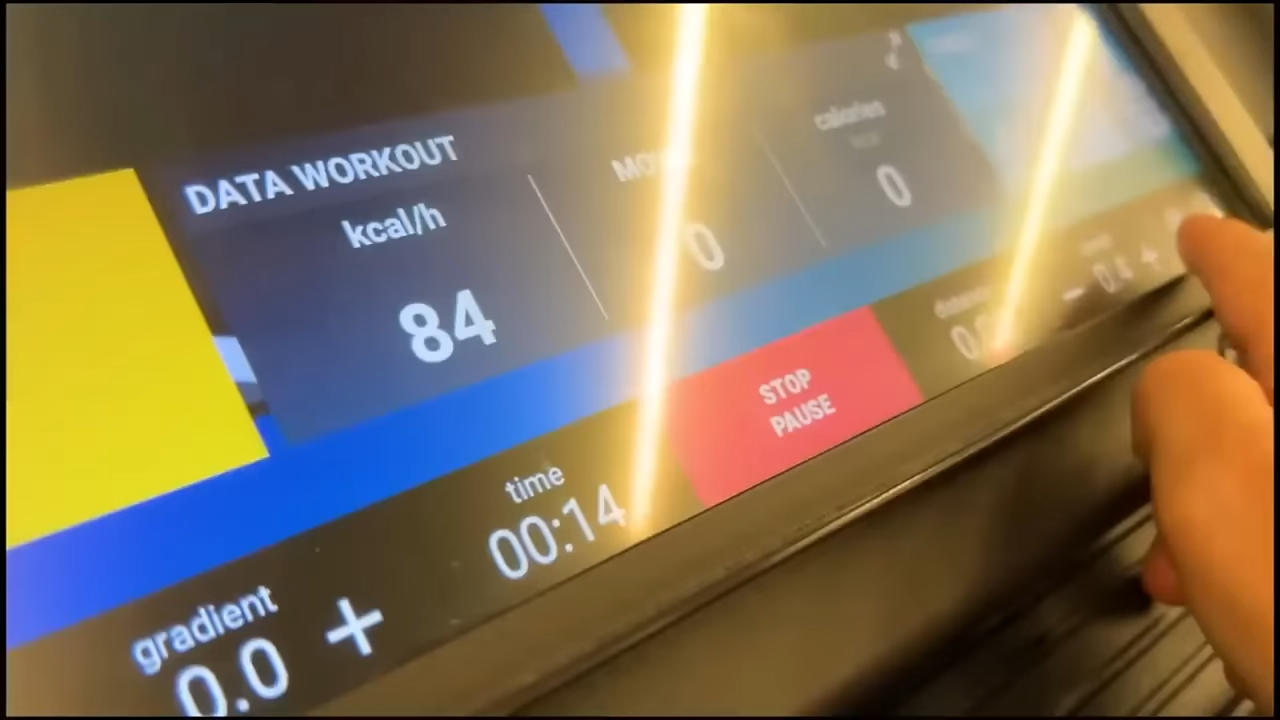 DATA WORKOUT
kcal/h
84
0
calories
0
STOP
PAUSE
time
00:14
gradient
0.0 +